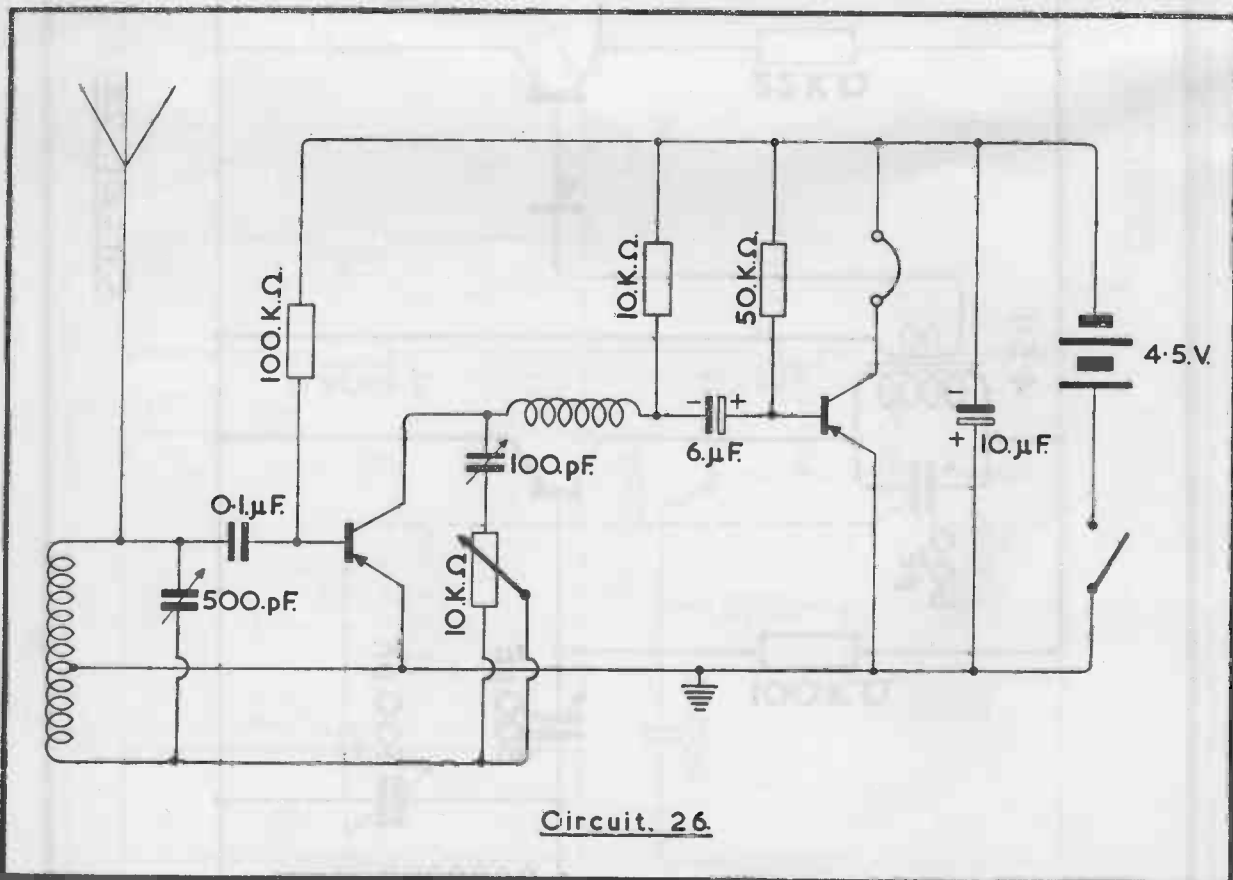 100.K.Ω.
10.K.Ω.
50.K.Ω.
4·5.V.
-
+
6.µF.
-
+
10.µF.
100.pF.
0·1.µF.
10.K.Ω
500.pF.
Circuit. 26.